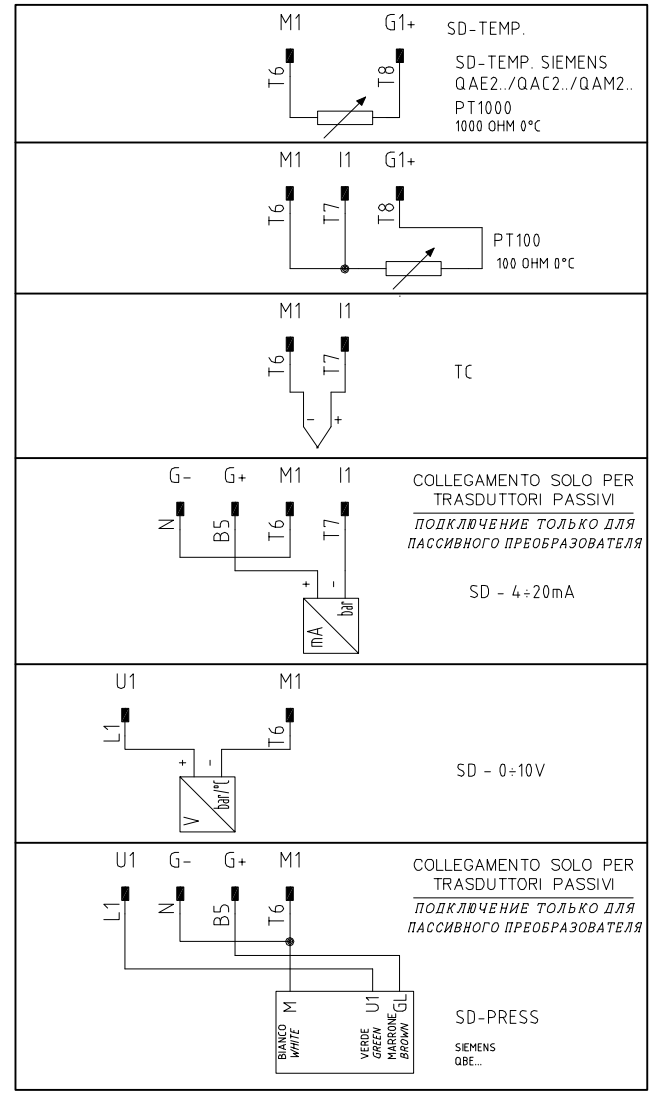 M1 G1+
SD-TEMP.
T6 T8
SD-TEMP. SIEMENS
QAE2../QAC2../QAM2..
PT1000
1000 OHM 0°C
M1 I1 G1+
T6 T7 T8
PT100
100 OHM 0°C
M1 I1
T6 T7
TC
- +
G- G+ M1 I1
N B5 T6 T7
COLLEGAMENTO SOLO PER
TRASDUTTORI PASSIVI
ПОДКЛЮЧЕНИЕ ТОЛЬКО ДЛЯ
ПАССИВНОГО ПРЕОБРАЗОВАТЕЛЯ
+ -
mA bar
SD - 4÷20mA
U1 M1
L1 T6
+ -
V bar/°C
SD - 0÷10V
U1 G- G+ M1
L1 N B5 T6
COLLEGAMENTO SOLO PER
TRASDUTTORI PASSIVI
ПОДКЛЮЧЕНИЕ ТОЛЬКО ДЛЯ
ПАССИВНОГО ПРЕОБРАЗОВАТЕЛЯ
M U1 GL
BIANCO
WHITE
VERDE
GREEN
MARRONE
BROWN
SD-PRESS
SIEMENS
QBE...